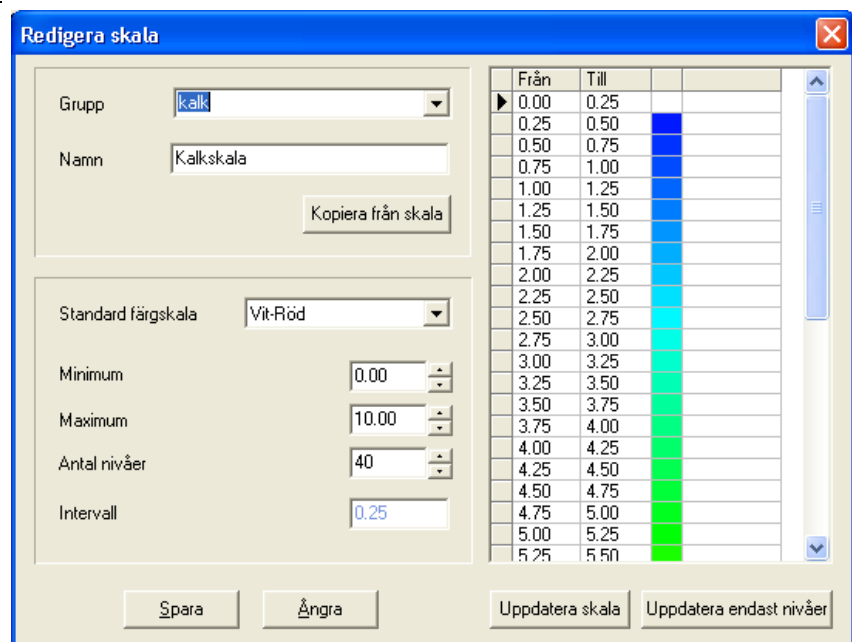 Redigera skala
Grupp kalk
Namn Kalkskala
Kopiera från skala
Standard färgskala Vit-Röd
Minimum 0.00
Maximum 10.00
Antal nivåer 40
Intervall 0.25
Spara Ångra
Från Till
0.00 0.25
0.25 0.50
0.50 0.75
0.75 1.00
1.00 1.25
1.25 1.50
1.50 1.75
1.75 2.00
2.00 2.25
2.25 2.50
2.50 2.75
2.75 3.00
3.00 3.25
3.25 3.50
3.50 3.75
3.75 4.00
4.00 4.25
4.25 4.50
4.50 4.75
4.75 5.00
5.00 5.25
5.25 5.50
Uppdatera skala Uppdatera endast nivåer